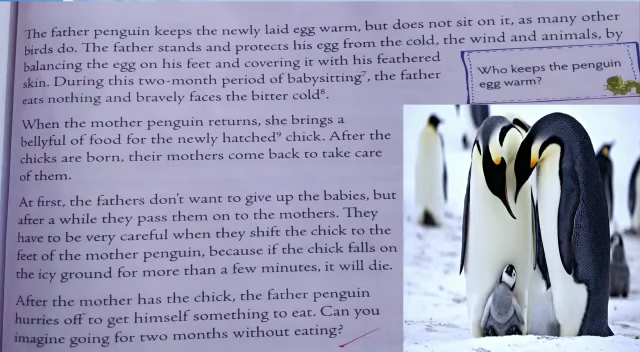 The father penguin keeps the newly laid egg warm, but does not sit on it, as many other
birds do. The father stands and protects his egg from the cold, the wind and animals, by
balancing the egg on his feet and covering it with his feathered
skin. During this two-month period of babysitting⁷, the father
eats nothing and bravely faces the bitter cold⁸.
Who keeps the penguin
egg warm?
When the mother penguin returns, she brings a
bellyful of food for the newly hatched⁹ chick. After the
chicks are born, their mothers come back to take care
of them.
At first, the fathers don't want to give up the babies, but
after a while they pass them on to the mothers. They
have to be very careful when they shift the chick to the
feet of the mother penguin, because if the chick falls on
the icy ground for more than a few minutes, it will die.
After the mother has the chick, the father penguin
hurries off to get himself something to eat. Can you
imagine going for two months without eating?